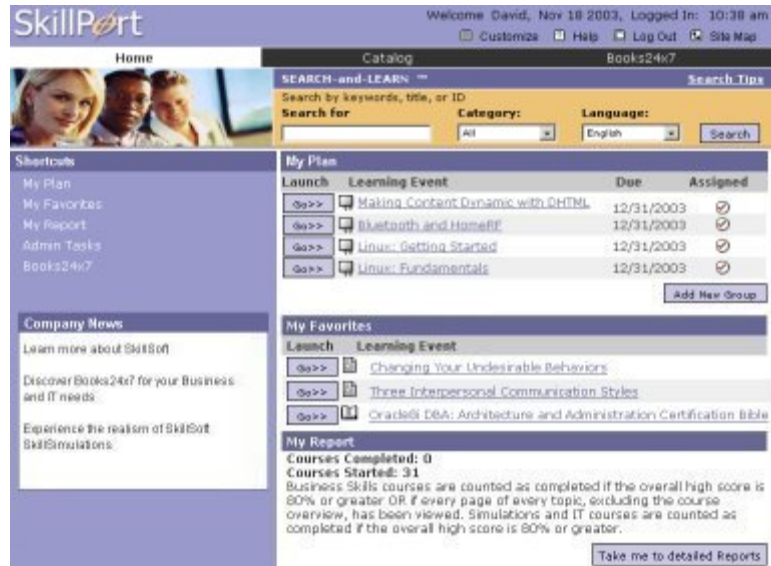 SkillPort
Welcome David, Nov 18 2003, Logged In: 10:38 am
Customize Help Log Out Site Map
Home Catalog Books24x7
SEARCH-and-LEARN ™ Search Tips
Search by keywords, title, or ID
Search for Category: Language:
All English Search
Shortcuts
My Plan
My Favorites
My Report
Admin Tasks
Books24x7
Company News
Learn more about SkillSoft
Discover Books24x7 for your Business
and IT needs
Experience the realism of SkillSoft
SkillSimulations
My Plan
Launch Learning Event Due Assigned
Go>> Making Content Dynamic with DHTML 12/31/2003
Go>> Bluetooth and HomeRF 12/31/2003
Go>> Linux: Getting Started 12/31/2003
Go>> Linux: Fundamentals 12/31/2003
Add New Group
My Favorites
Launch Learning Event
Go>> Changing Your Undesirable Behaviors
Go>> Three Interpersonal Communication Styles
Go>> Oracle9i DBA: Architecture and Administration Certification Bible
My Report
Courses Completed: 0
Courses Started: 31
Business Skills courses are counted as completed if the overall high score is
80% or greater OR if every page of every topic, excluding the course
overview, has been viewed. Simulations and IT courses are counted as
completed if the overall high score is 80% or greater.
Take me to detailed Reports